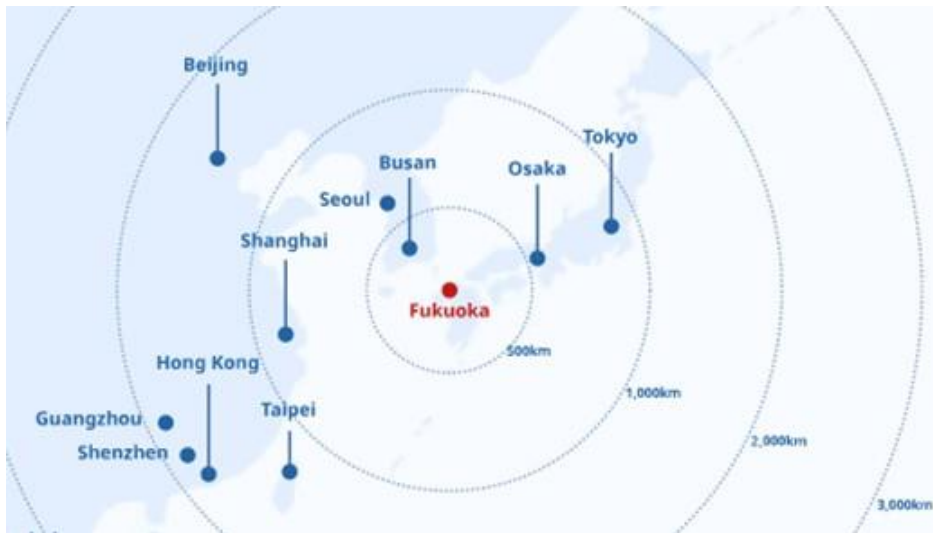 Beijing
Tokyo
Busan
Osaka
Seoul
Shanghai
Fukuoka
500km
Hong Kong
1,000km
Taipei
Guangzhou
2,000km
Shenzhen
3,000km